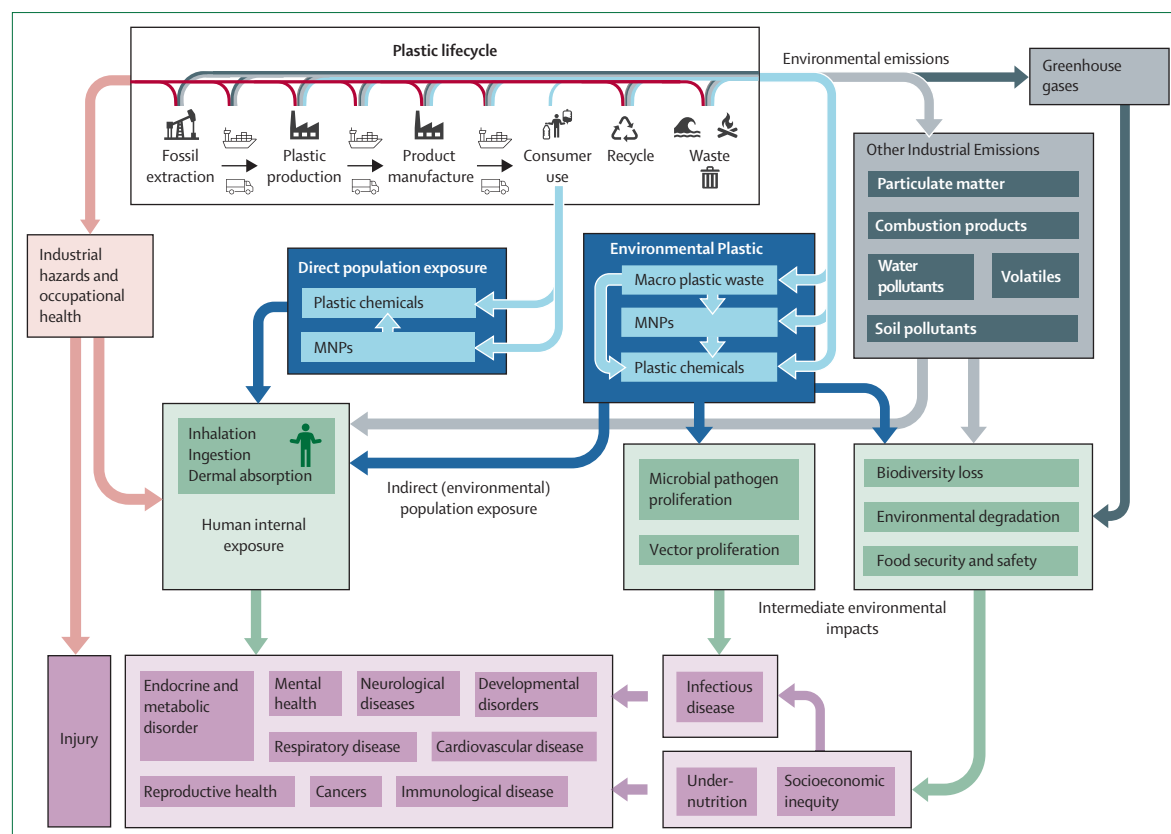 Plastic lifecycle
Environmental emissions
Greenhouse
gases
Fossil
extraction
Plastic
production
Product
manufacture
Consumer
use
Recycle
Waste
Other Industrial Emissions
Particulate matter
Combustion products
Water
pollutants
Volatiles
Soil pollutants
Industrial
hazards and
occupational
health
Direct population exposure
Plastic chemicals
MNPs
Environmental Plastic
Macro plastic waste
MNPs
Plastic chemicals
Inhalation
Ingestion
Dermal absorption
Human internal
exposure
Indirect (environmental)
population exposure
Microbial pathogen
proliferation
Vector proliferation
Biodiversity loss
Environmental degradation
Food security and safety
Intermediate environmental
impacts
Injury
Endocrine and
metabolic
disorder
Mental
health
Neurological
diseases
Developmental
disorders
Respiratory disease
Cardiovascular disease
Reproductive health
Cancers
Immunological disease
Infectious
disease
Under-
nutrition
Socioeconomic
inequity